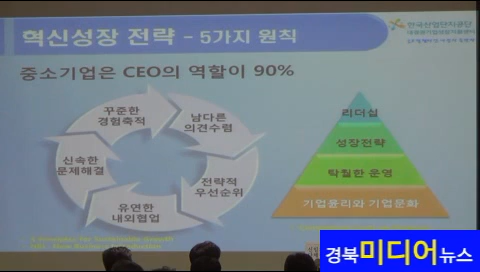 혁신성장 전략 - 5가지 원칙
한국산업단지공단
중소기업은 CEO의 역할이 90%
꾸준한
경험축적
남다른
의견수렴
전략적
우선순위
유연한
내외협업
신속한
문제해결
리더십
성장전략
탁월한 운영
기업윤리와 기업문화
경북미디어뉴스